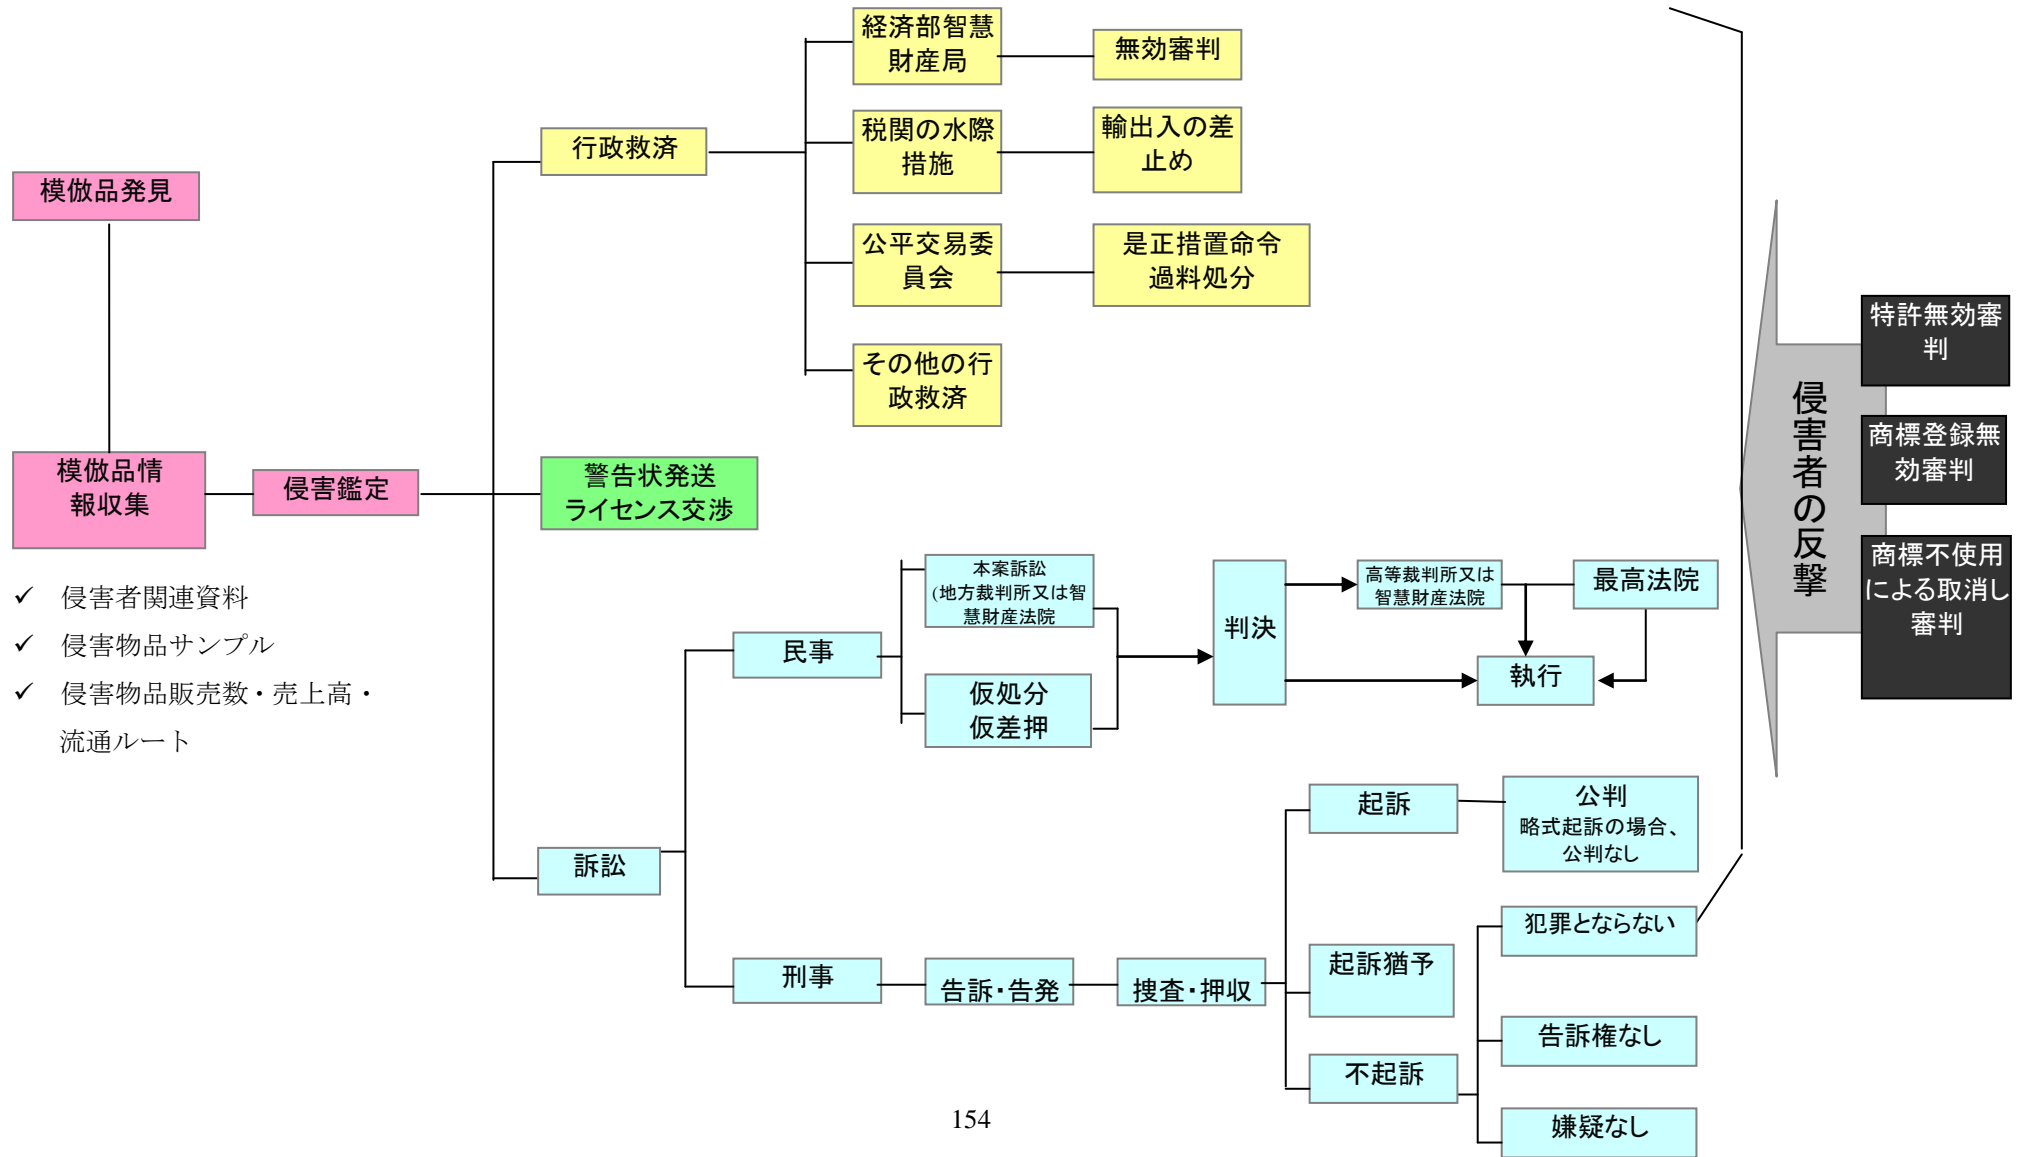 模倣品発見
模倣品情
報収集
✓ 侵害者関連資料
✓ 侵害物品サンプル
✓ 侵害物品販売数・売上高・
流通ルート
侵害鑑定
行政救済
経済部智慧
財産局
無効審判
税関の水際
措施
輸出入の差
止め
公平交易委
員会
是正措置命令
過料処分
その他の行
政救済
警告状発送
ライセンス交渉
訴訟
民事
本案訴訟
(地方裁判所又は智
慧財産法院
仮処分
仮差押
判決
高等裁判所又は
智慧財産法院
最高法院
執行
刑事
告訴・告発
捜査・押収
起訴
公判
略式起訴の場合、
公判なし
起訴猶予
不起訴
犯罪とならない
告訴権なし
嫌疑なし
侵害者の反撃
特許無効審
判
商標登録無
効審判
商標不使用
による取消し
審判
154